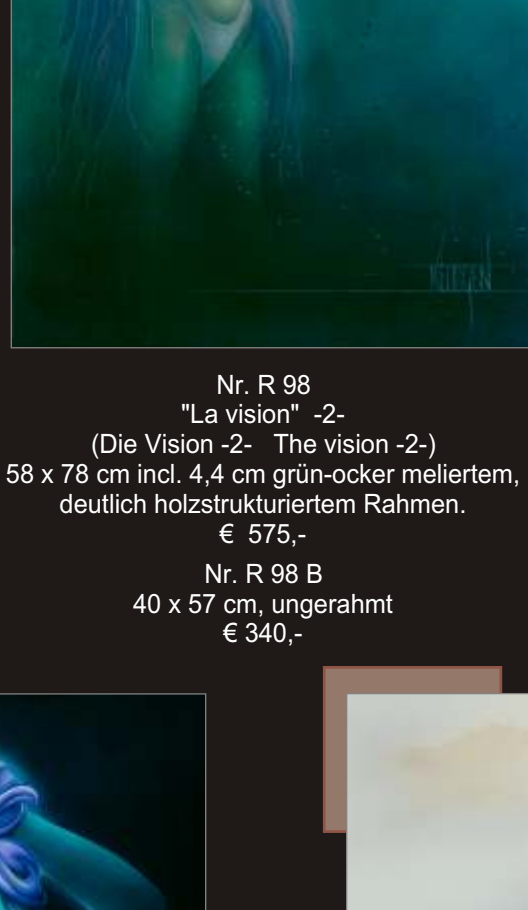 Nr. R 98
"La vision" -2-
(Die Vision -2- The vision -2-)
58 x 78 cm incl. 4,4 cm grün-ocker meliertem,
deutlich holzstrukturiertem Rahmen.
€ 575,-
Nr. R 98 B
40 x 57 cm, ungerahmt
€ 340,-